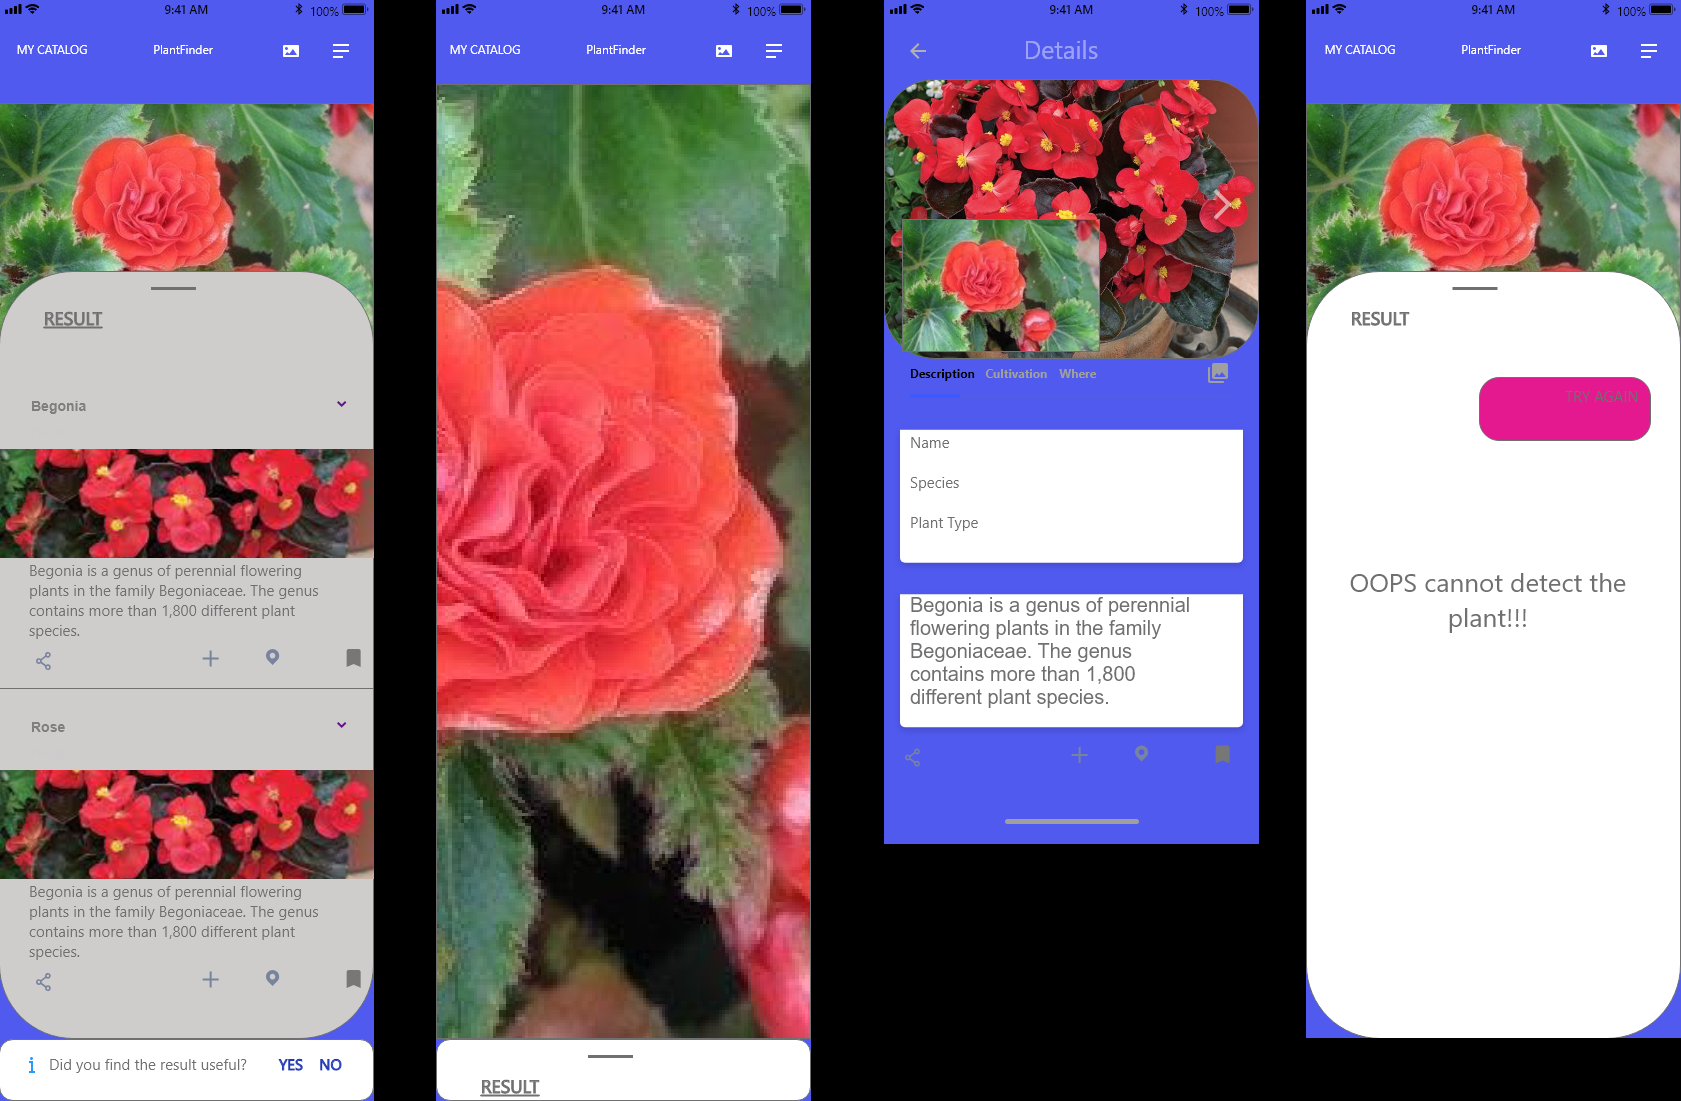 9:41 AM
100%
MY CATALOG
PlantFinder
RESULT
Begonia
Begonia is a genus of perennial flowering
plants in the family Begoniaceae. The genus
contains more than 1,800 different plant
species.
Rose
Begonia is a genus of perennial flowering
plants in the family Begoniaceae. The genus
contains more than 1,800 different plant
species.
Did you find the result useful?
YES
NO
9:41 AM
100%
MY CATALOG
PlantFinder
RESULT
9:41 AM
100%
Details
Description
Cultivation
Where
Name
Species
Plant Type
Begonia is a genus of perennial
flowering plants in the family
Begoniaceae. The genus
contains more than 1,800
different plant species.
9:41 AM
100%
MY CATALOG
PlantFinder
RESULT
TRY AGAIN
OOPS cannot detect the
plant!!!